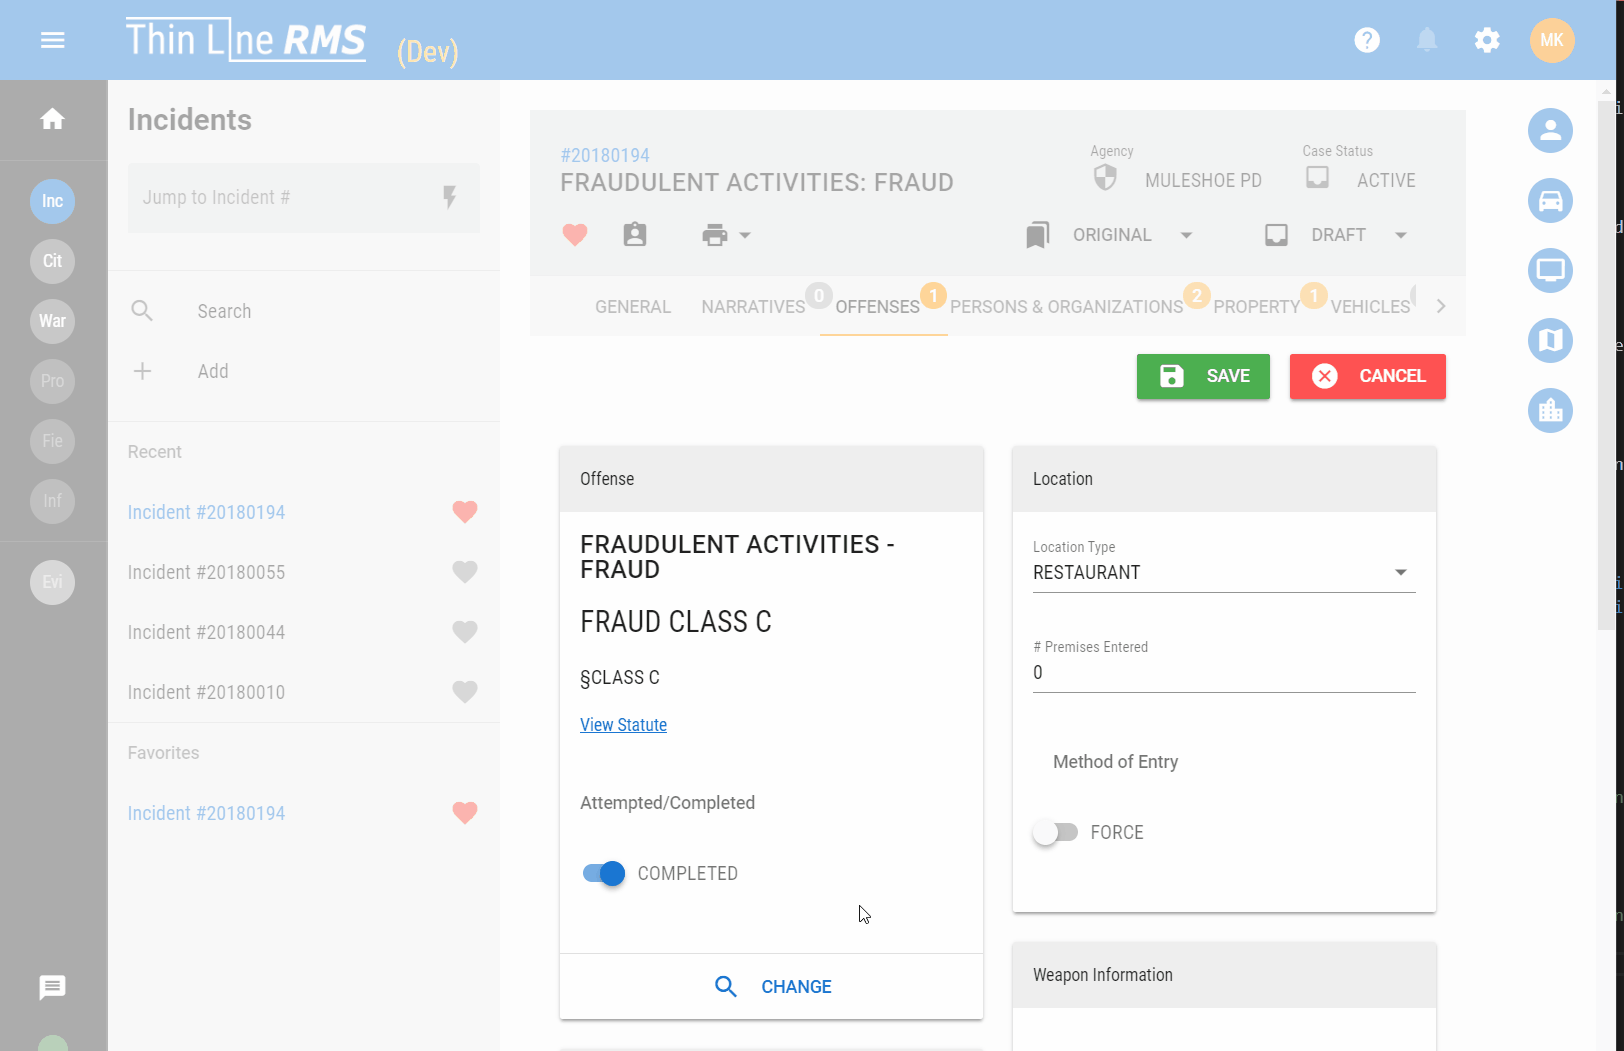 Thin Line RMS (Dev)
MK
Inc
Cit
War
Pro
Fie
Inf
Evi
Incidents
Jump to Incident #
Search
Add
Recent
Incident #20180194
Incident #20180055
Incident #20180044
Incident #20180010
Favorites
Incident #20180194
#20180194
FRAUDULENT ACTIVITIES: FRAUD
Agency
MULESHOE PD
Case Status
ACTIVE
ORIGINAL
DRAFT
GENERAL NARRATIVES 0 OFFENSES 1 PERSONS & ORGANIZATIONS 2 PROPERTY 1 VEHICLES
SAVE
CANCEL
Offense
FRAUDULENT ACTIVITIES -
FRAUD
FRAUD CLASS C
§CLASS C
View Statute
Attempted/Completed
COMPLETED
CHANGE
Location
Location Type
RESTAURANT
# Premises Entered
0
Method of Entry
FORCE
Weapon Information